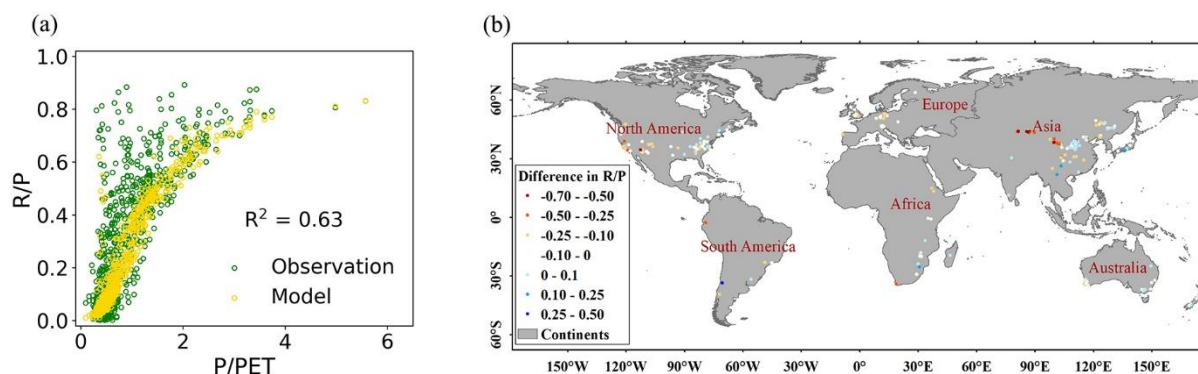 (a)
1.0
0.8
0.6
0.4
0.2
0.0
R/P
R² = 0.63
Observation
Model
0 2 4 6
P/PET
(b)
60°N
30°N
0°
30°S
60°S
North America
Europe
Asia
Africa
South America
Australia
Difference in R/P
-0.70 - -0.50
-0.50 - -0.25
-0.25 - -0.10
-0.10 - 0
0 - 0.1
0.10 - 0.25
0.25 - 0.50
Continents
150°W 120°W 90°W 60°W 30°W 0° 30°E 60°E 90°E 120°E 150°E